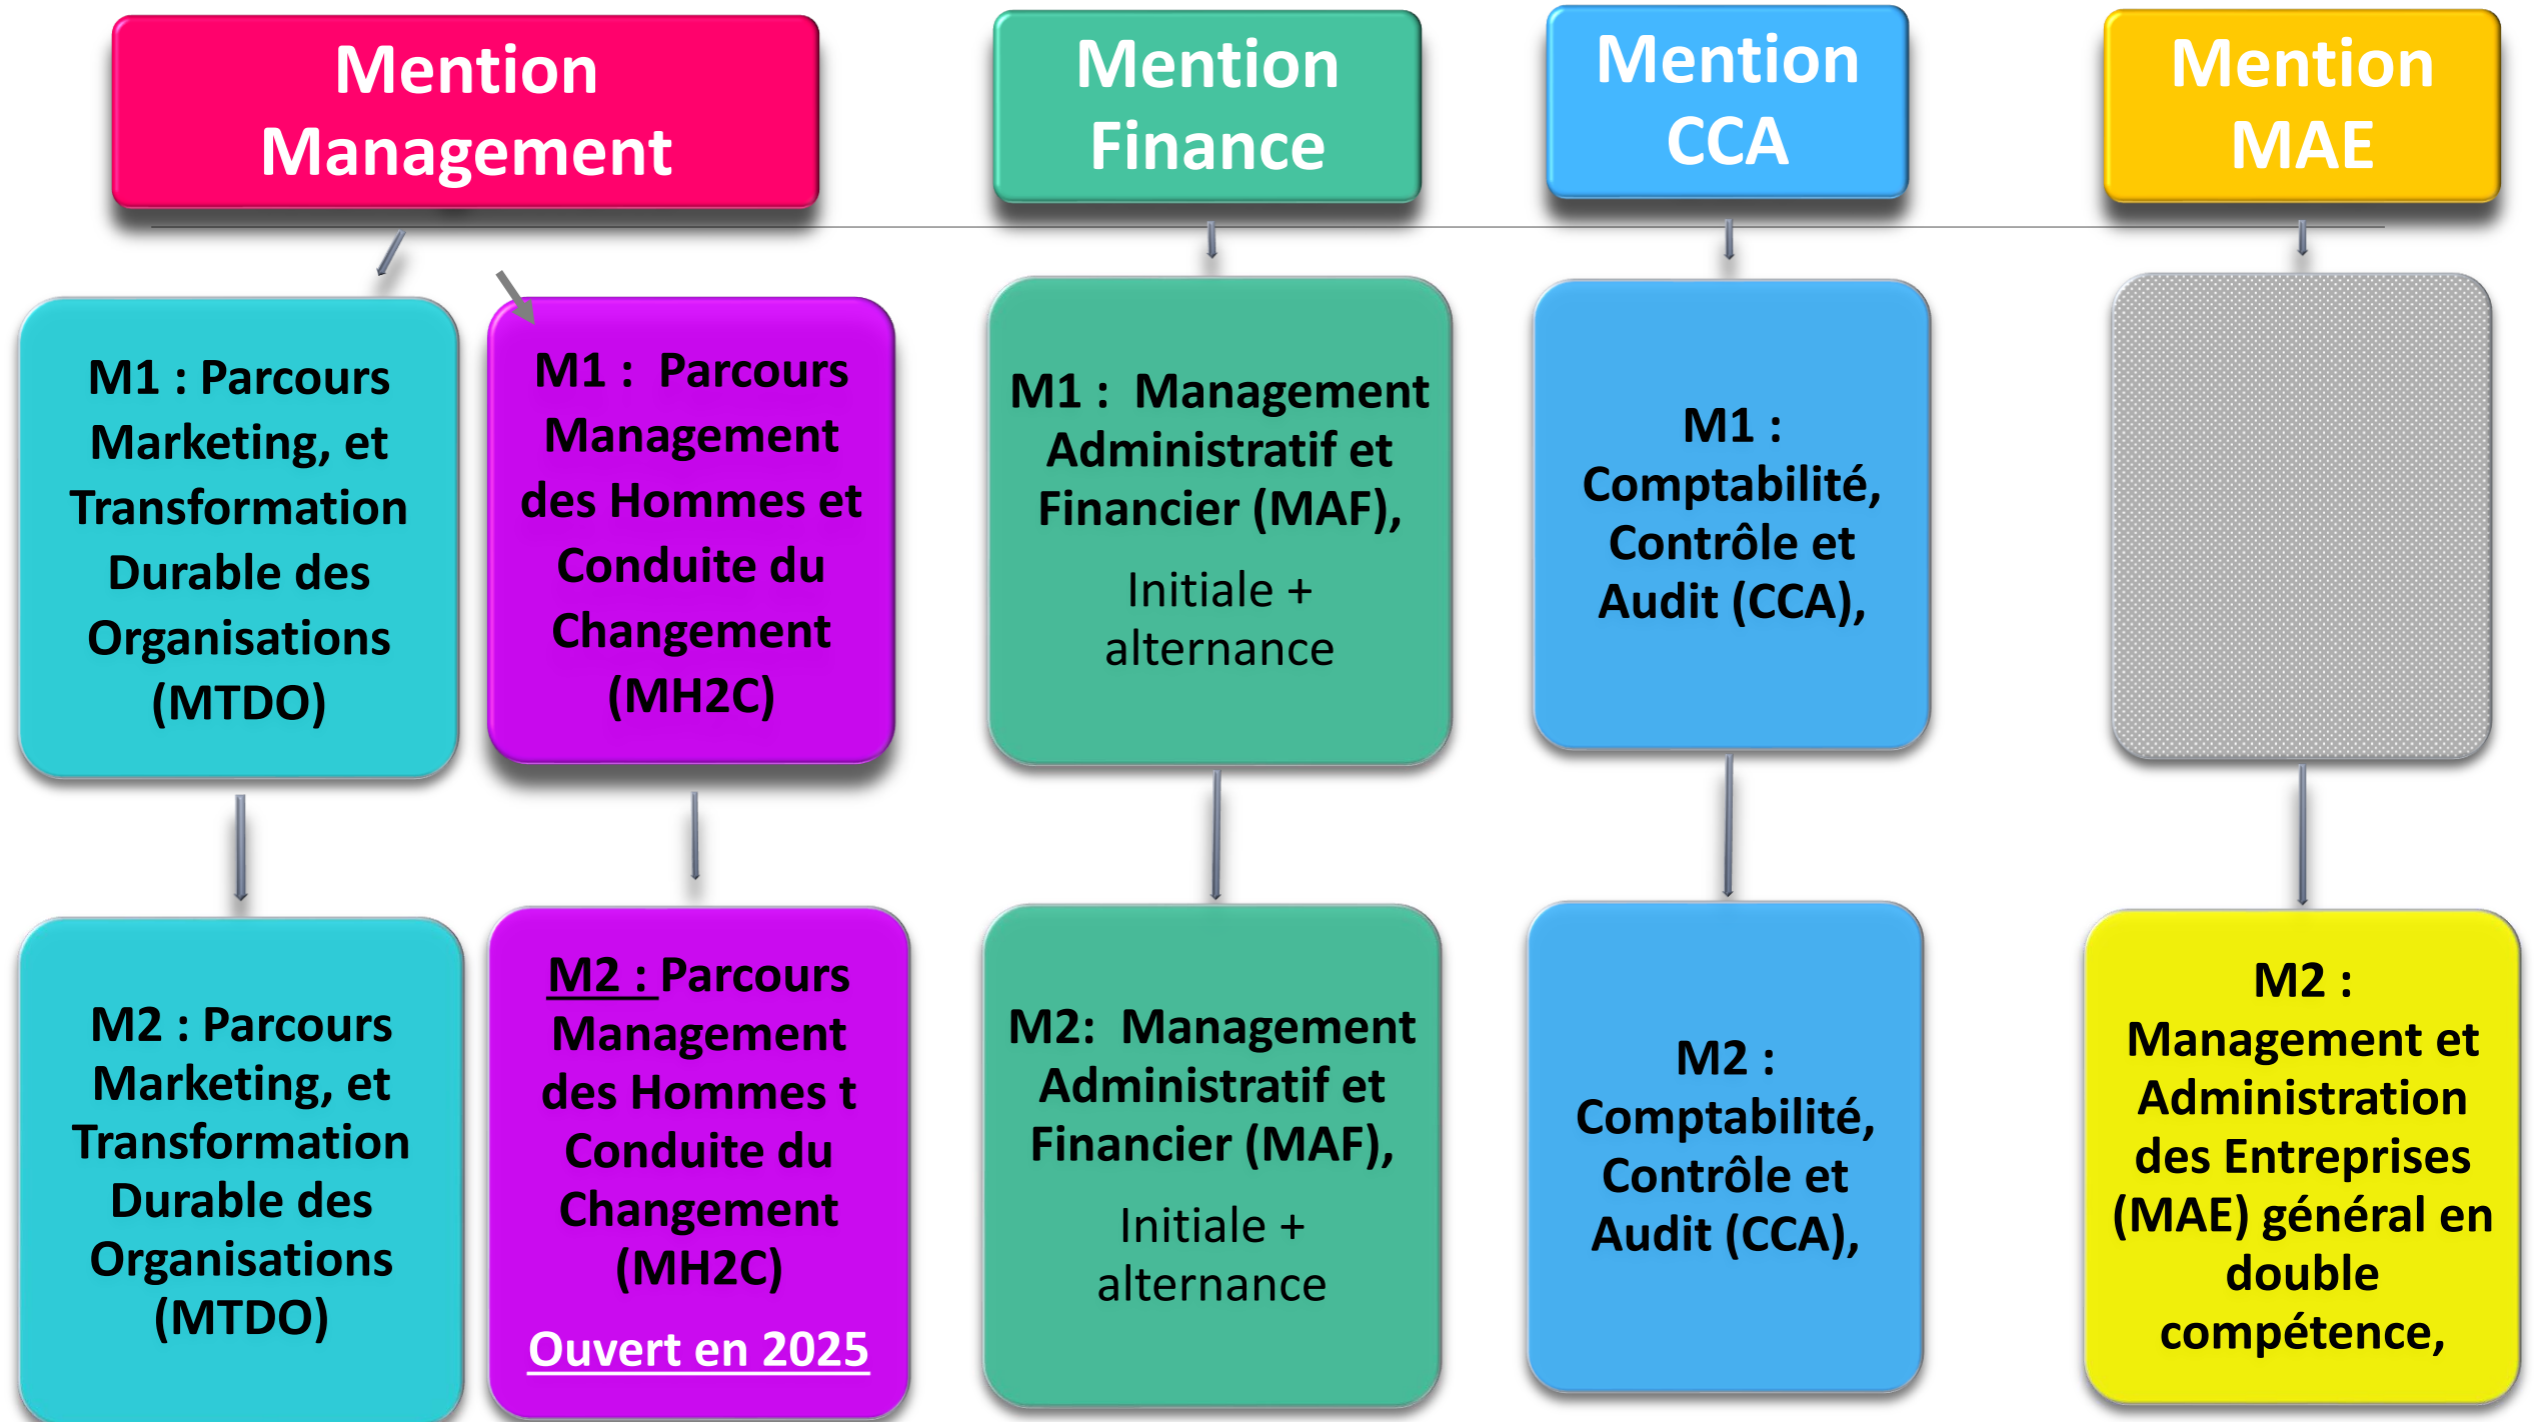 Mention
Management
Mention
Finance
Mention
CCA
Mention
MAE
M1 : Parcours
Marketing, et
Transformation
Durable des
Organisations
(MTDO)
M1 :  Parcours
Management
des Hommes et
Conduite du
Changement
(MH2C)
M1 :  Management
Administratif et
Financier (MAF),
Initiale +
alternance
M1 :
Comptabilité,
Contrôle et
Audit (CCA),
M2 : Parcours
Marketing, et
Transformation
Durable des
Organisations
(MTDO)
M2 : Parcours
Management
des Hommes t
Conduite du
Changement
(MH2C)
Ouvert en 2025
M2:  Management
Administratif et
Financier (MAF),
Initiale +
alternance
M2 :
Comptabilité,
Contrôle et
Audit (CCA),
M2 :
Management et
Administration
des Entreprises
(MAE) général en
double
compétence,